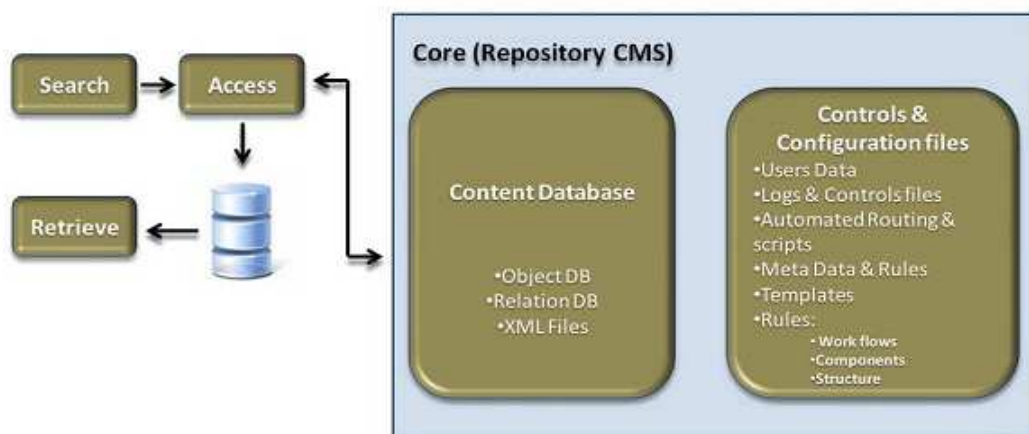 Search
Access
Retrieve
Core (Repository CMS)
Content Database
•Object DB
•Relation DB
•XML Files
Controls &
Configuration files
•Users Data
•Logs & Controls files
•Automated Routing &
scripts
•Meta Data & Rules
•Templates
•Rules:
•Work flows
•Components
•Structure